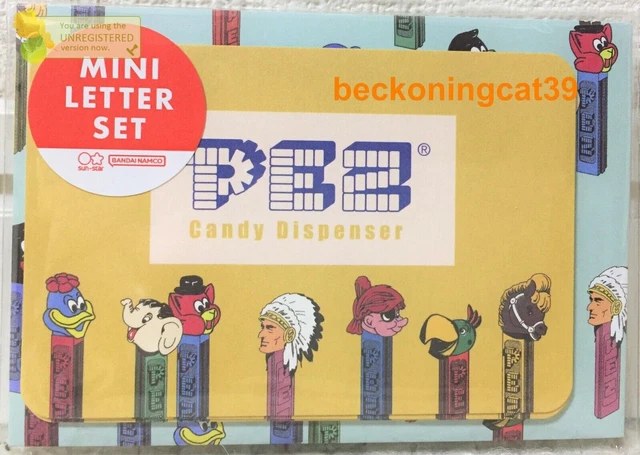 You are using the
UNREGISTERED
version now.
MINI
LETTER
SET
sun-star
BANDAI NAMCO
beckoningcat39
PEZ®
Candy Dispenser